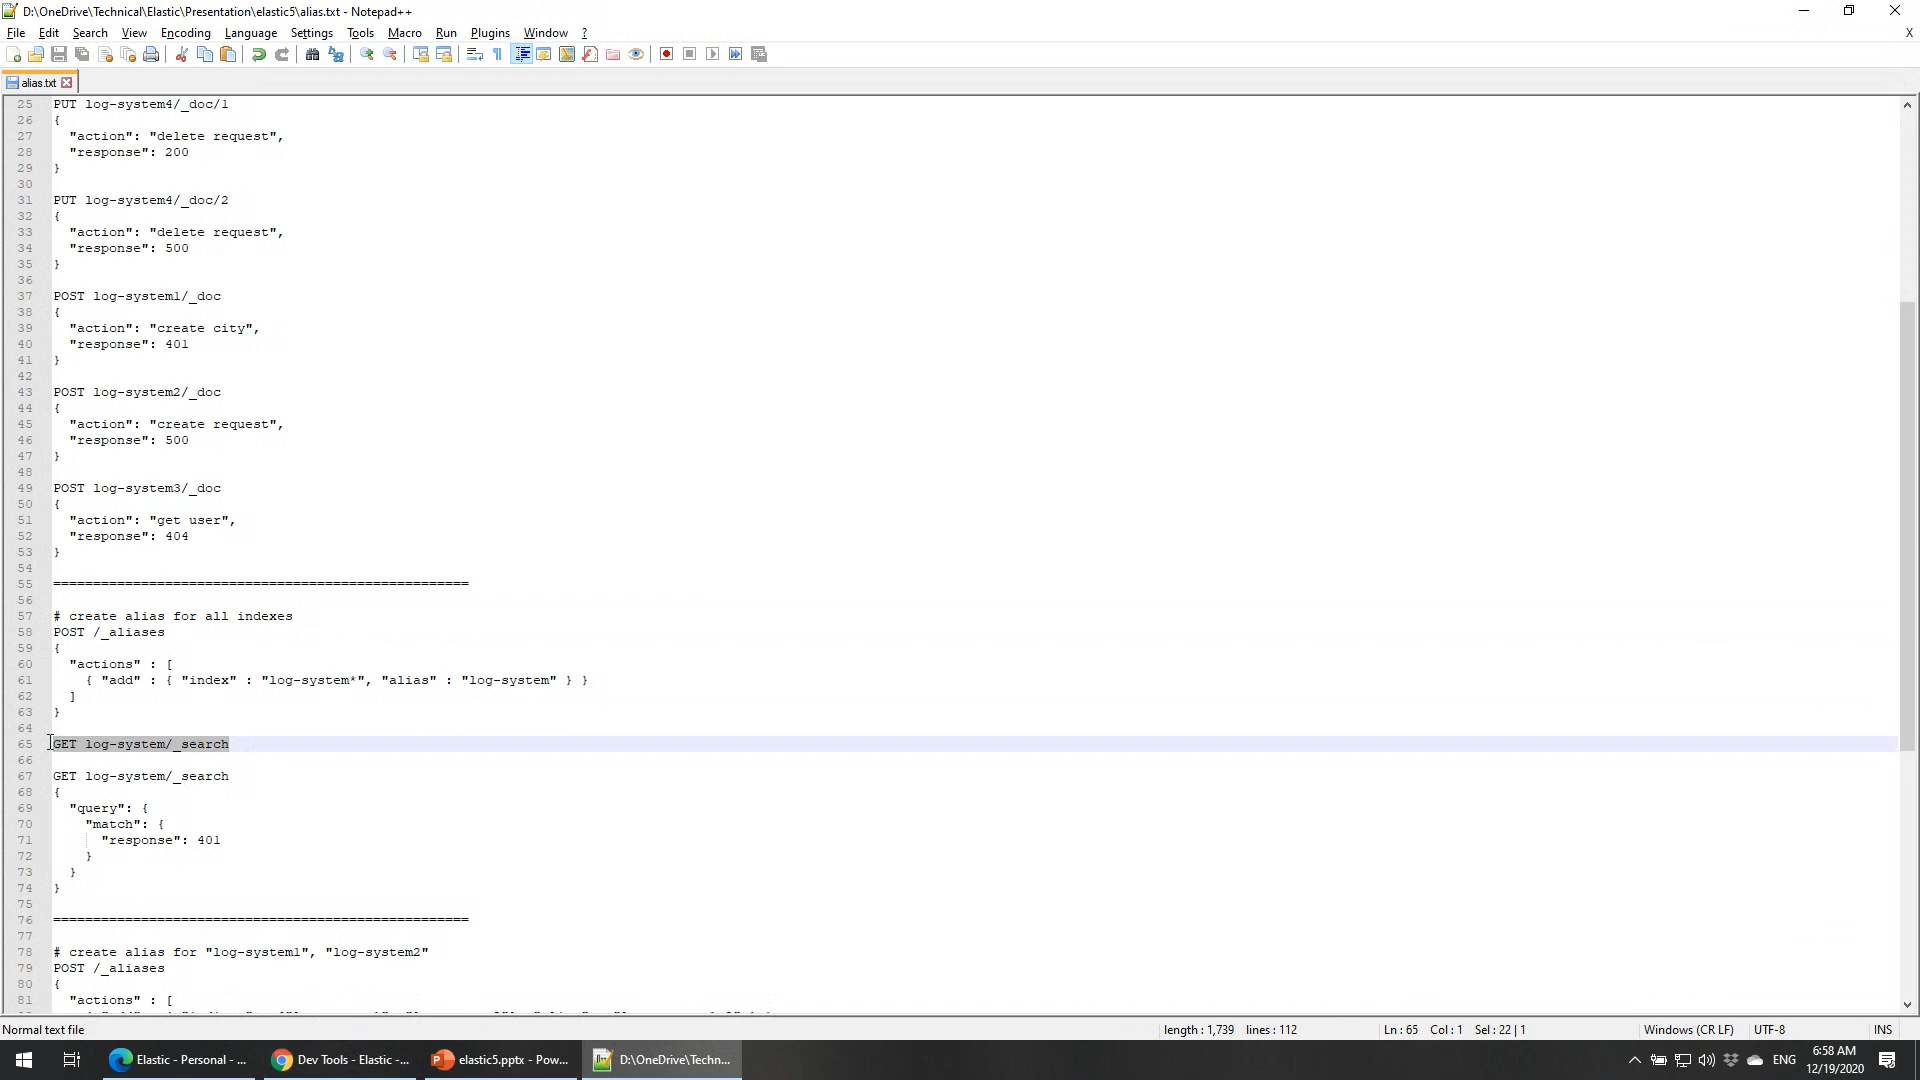 D:\OneDrive\Technical\Elastic\Presentation\elastic5\alias.txt - Notepad++
File Edit Search View Encoding Language Settings Tools Macro Run Plugins Window ? X
alias.txt
25 PUT log-system4/_doc/1
26 {
27 "action": "delete request",
28 "response": 200
29 }
30
31 PUT log-system4/_doc/2
32 {
33 "action": "delete request",
34 "response": 500
35 }
36
37 POST log-system1/_doc
38 {
39 "action": "create city",
40 "response": 401
41 }
42
43 POST log-system2/_doc
44 {
45 "action": "create request",
46 "response": 500
47 }
48
49 POST log-system3/_doc
50 {
51 "action": "get user",
52 "response": 404
53 }
54
55 ====================================================
56
57 # create alias for all indexes
58 POST /_aliases
59 {
60 "actions" : [
61 { "add" : { "index" : "log-system*", "alias" : "log-system" } }
62 ]
63 }
64
65 GET log-system/_search
66
67 GET log-system/_search
68 {
69 "query": {
70 "match": {
71 "response": 401
72 }
73 }
74 }
75
76 ====================================================
77
78 # create alias for "log-system1", "log-system2"
79 POST /_aliases
80 {
81 "actions" : [
Normal text file length : 1,739 lines : 112 Ln : 65 Col : 1 Sel : 22 | 1 Windows (CR LF) UTF-8 INS
Elastic - Personal - ... Dev Tools - Elastic -... elastic5.pptx - Pow... D:\OneDrive\Techn... ENG 6:58 AM
12/19/2020